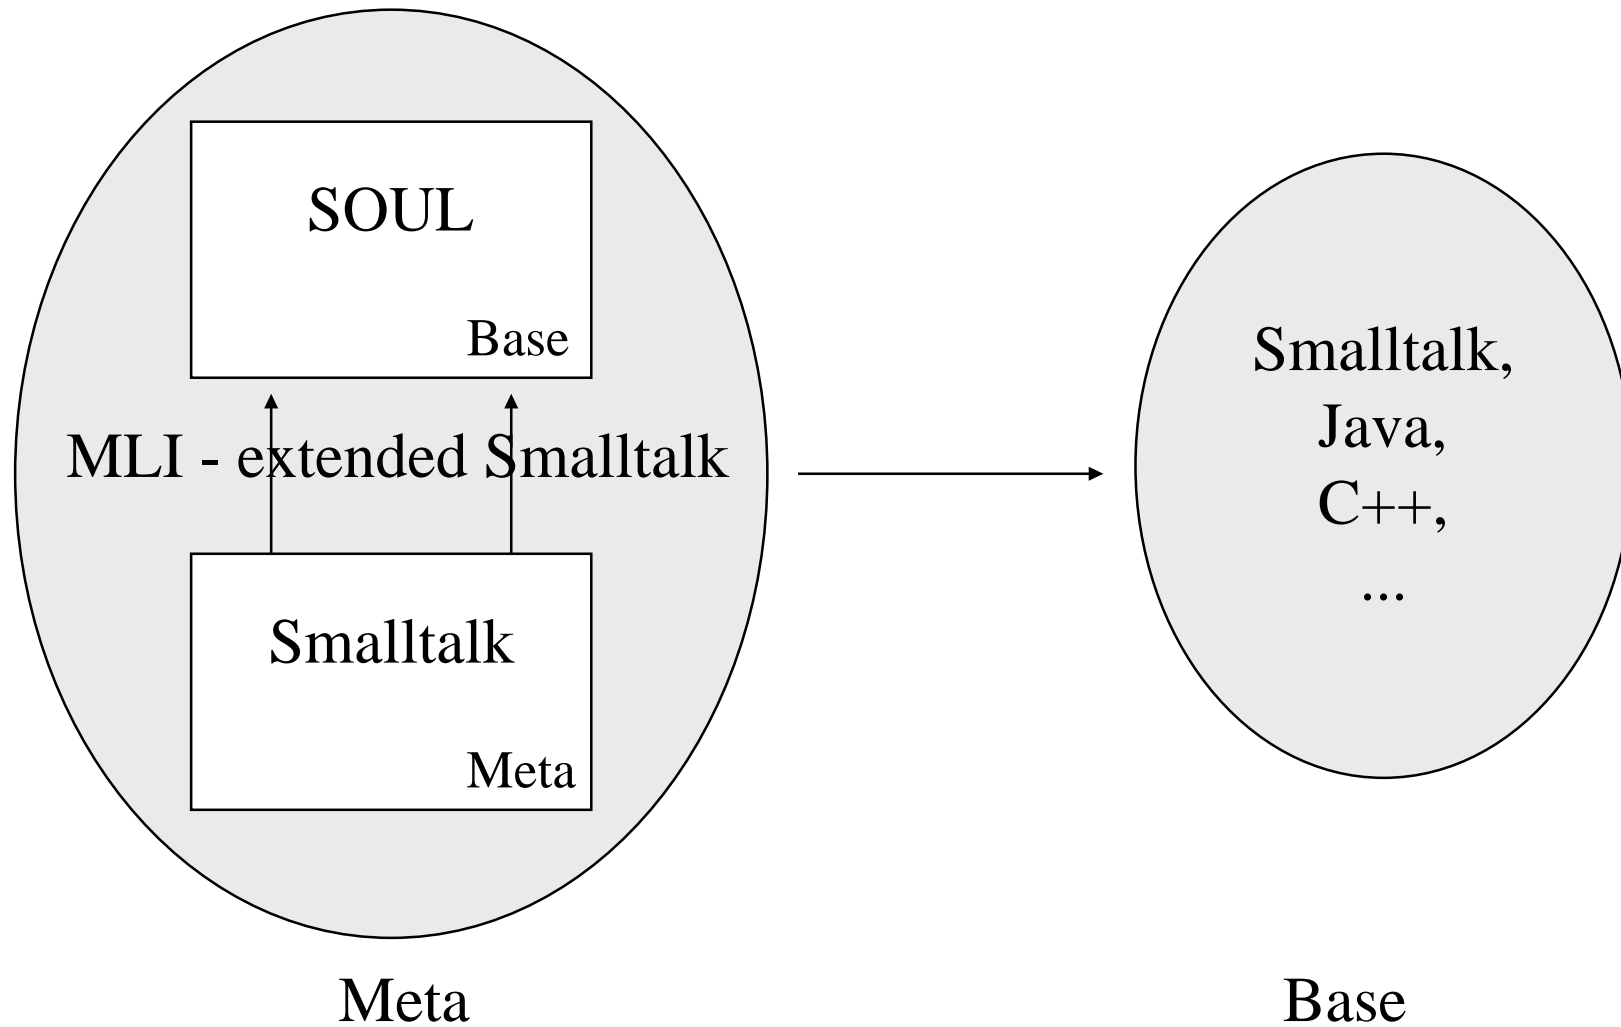 SOUL
Base
MLI - extended Smalltalk
Smalltalk
Meta
Smalltalk,
Java,
C++,
...
Meta
Base